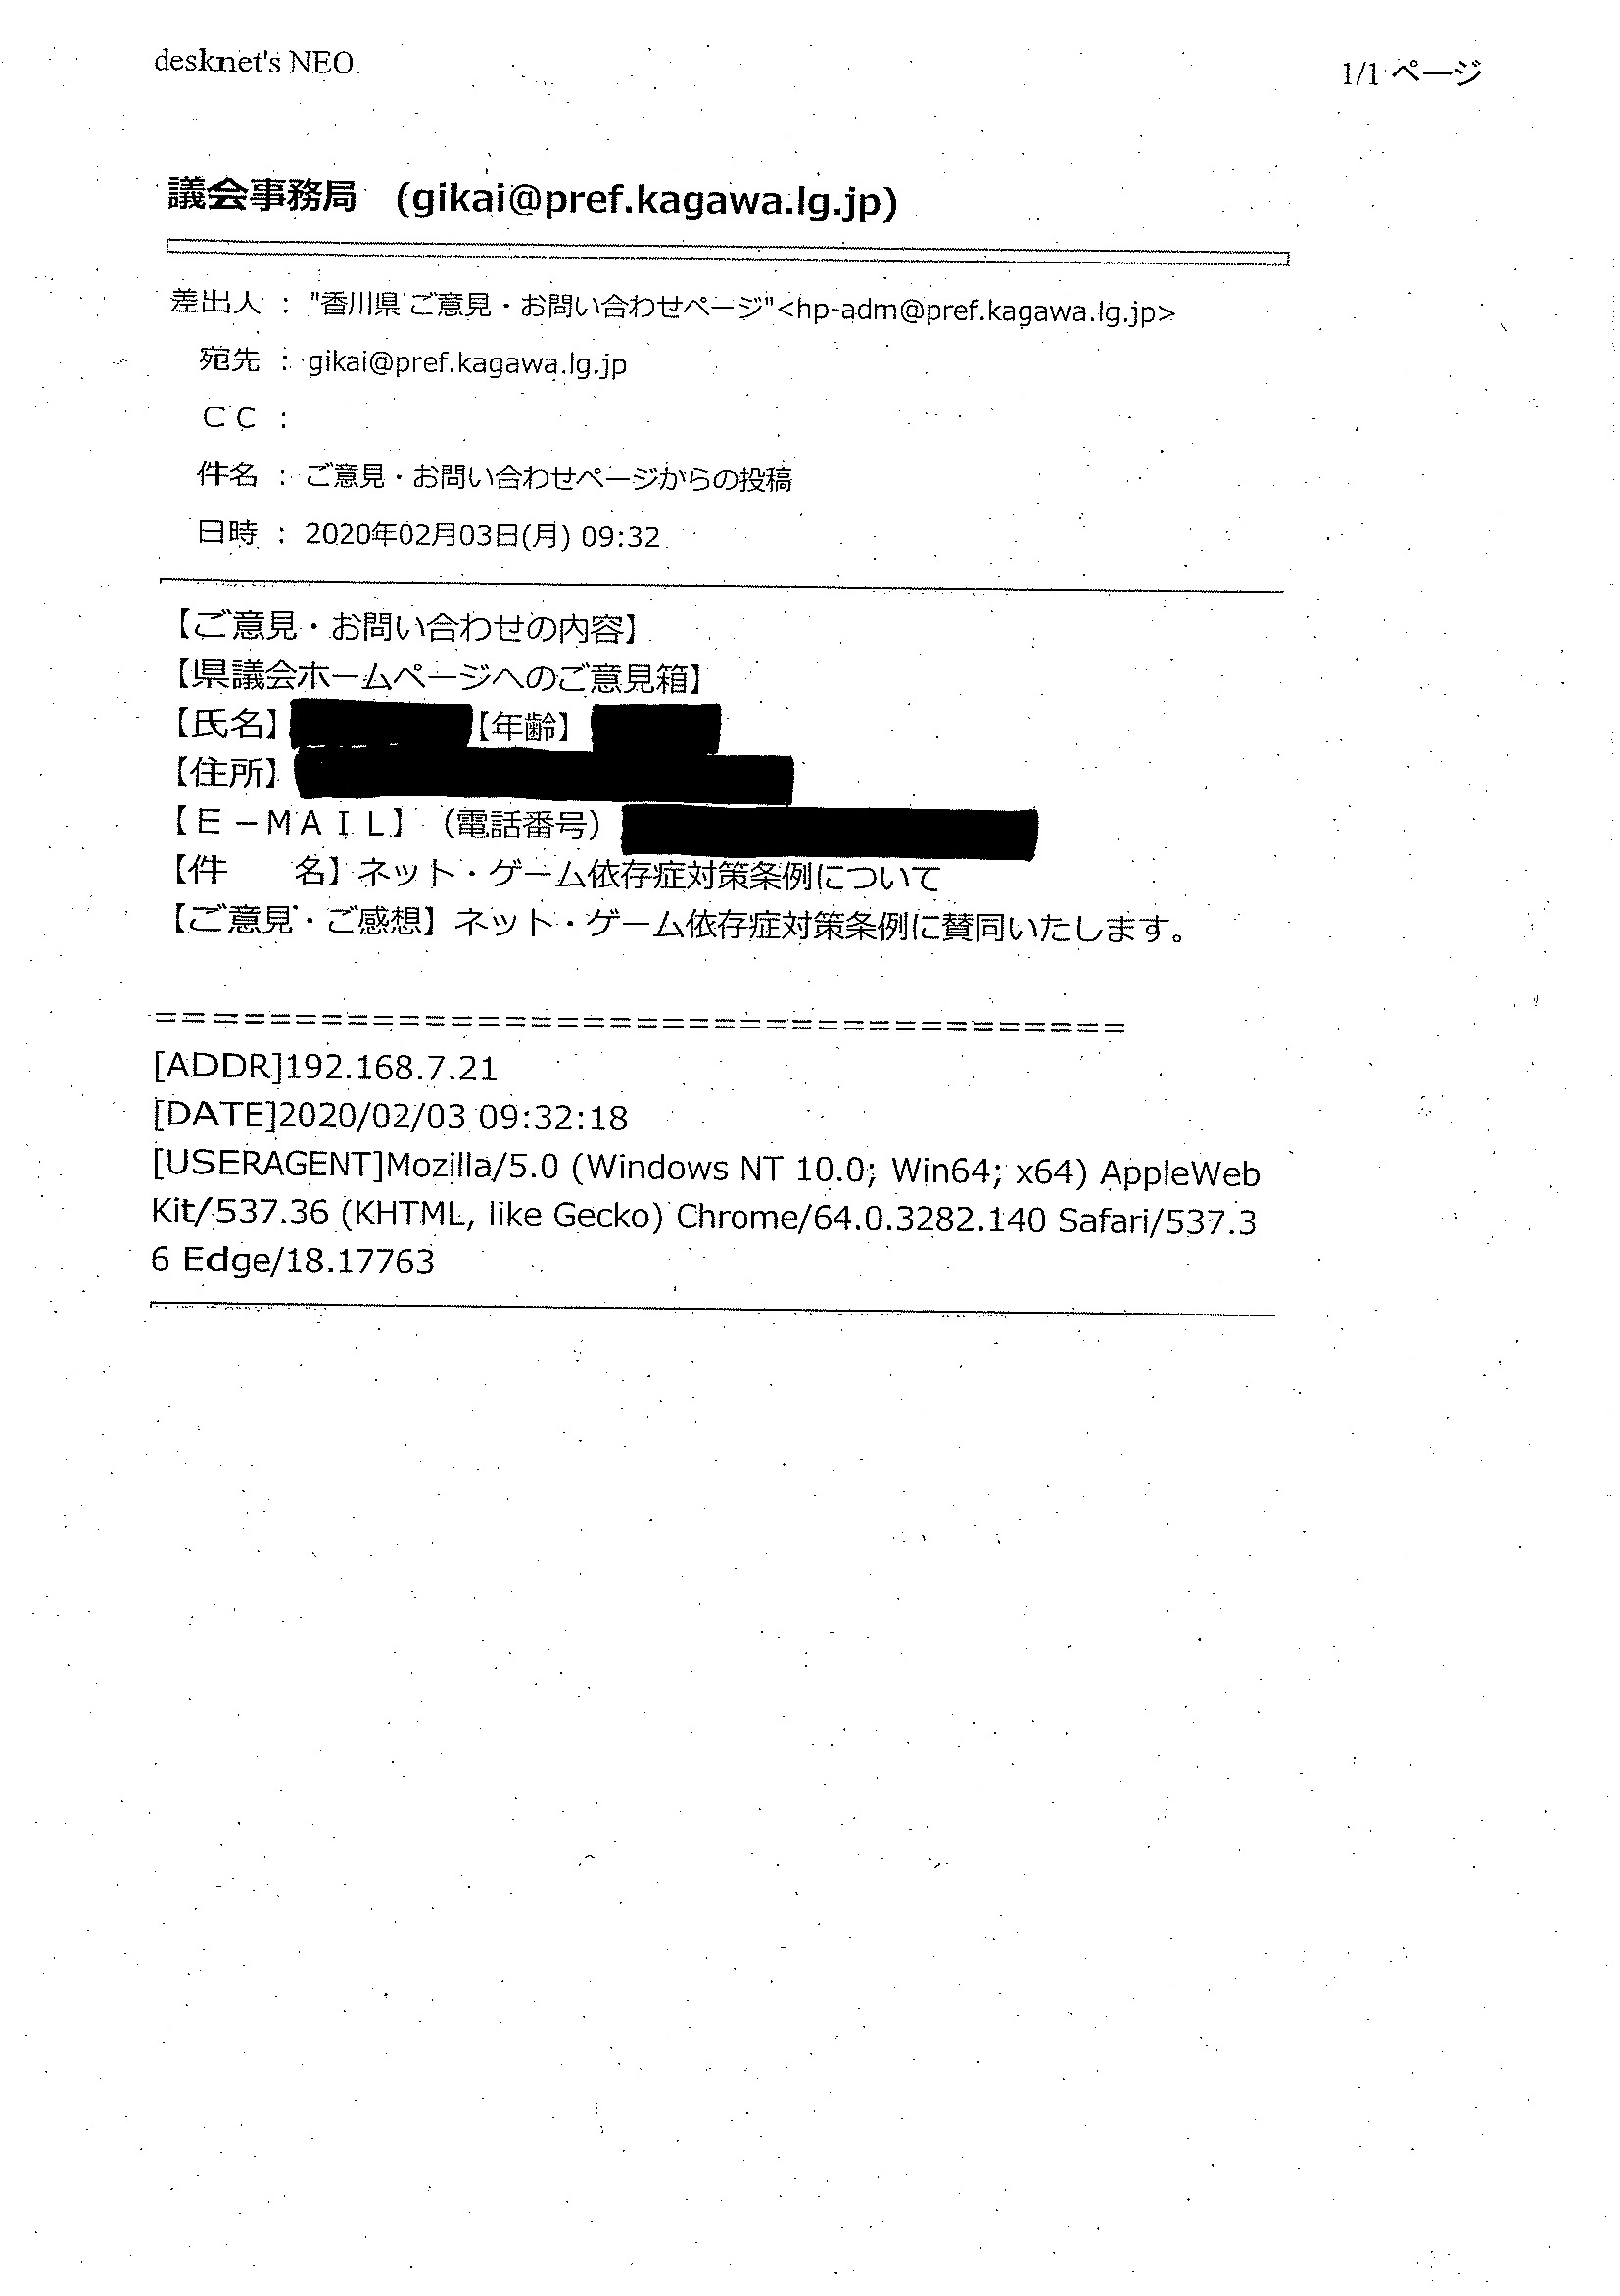 desknet's NEO
1/1 ページ
議会事務局 (gikai@pref.kagawa.lg.jp)
差出人 : "香川県 ご意見・お問い合わせページ"<hp-adm@pref.kagawa.lg.jp>
宛先 : gikai@pref.kagawa.lg.jp
ＣＣ :
件名 : ご意見・お問い合わせページからの投稿
日時 : 2020年02月03日(月) 09:32
【ご意見・お問い合わせの内容】
【県議会ホームページへのご意見箱】
【氏名】 【年齢】
【住所】
【Ｅ－ＭＡＩＬ】（電話番号）
【件　　名】ネット・ゲーム依存症対策条例について
【ご意見・ご感想】ネット・ゲーム依存症対策条例に賛同いたします。
=====================================
[ADDR]192.168.7.21
[DATE]2020/02/03 09:32:18
[USERAGENT]Mozilla/5.0 (Windows NT 10.0; Win64; x64) AppleWeb
Kit/537.36 (KHTML, like Gecko) Chrome/64.0.3282.140 Safari/537.3
6 Edge/18.17763